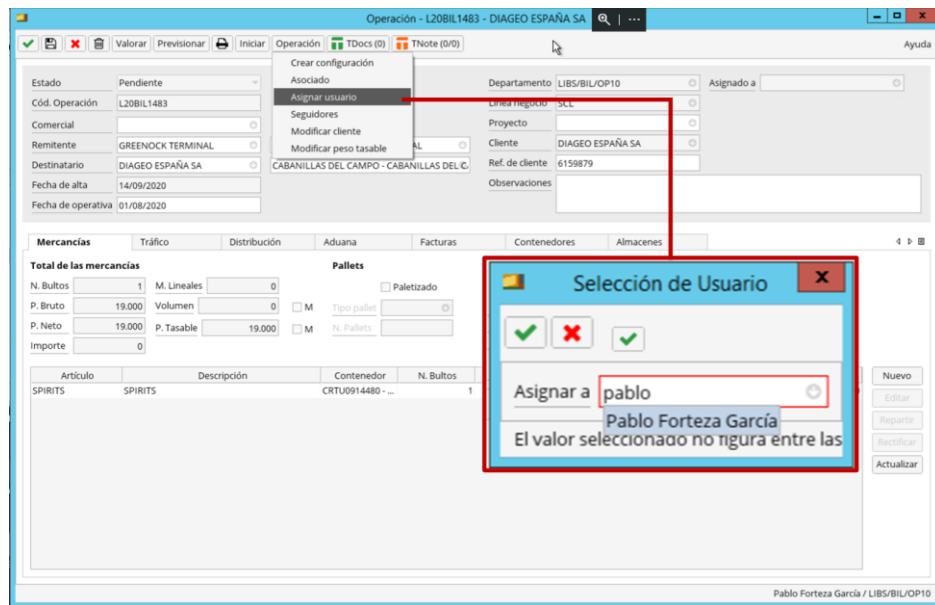 Operación - L20BIL1483 - DIAGEO ESPAÑA SA
Valorar Previsionar Iniciar Operación TDocs (0) TNote (0/0) Ayuda
Crear configuración
Asociado
Asignar usuario
Seguidores
Modificar cliente
Modificar peso tasable
Estado Pendiente Departamento LIBS/BIL/OP10 Asignado a
Cód. Operación L20BIL1483 Línea negocio SCL
Comercial Proyecto
Remitente GREENOCK TERMINAL AL Cliente DIAGEO ESPAÑA SA
Destinatario DIAGEO ESPAÑA SA CABANILLAS DEL CAMPO - CABANILLAS DEL C. Ref. de cliente 6159879
Fecha de alta 14/09/2020 Observaciones
Fecha de operativa 01/08/2020
Mercancías Tráfico Distribución Aduana Facturas Contenedores Almacenes
Total de las mercancías Pallets
N. Bultos 1 M. Lineales 0 Paletizado
P. Bruto 19.000 Volumen 0 M Tipo pallet
P. Neto 19.000 P. Tasable 19.000 M N. Pallets
Importe 0
Selección de Usuario
Asignar a pablo
Pablo Forteza García
El valor seleccionado no figura entre las
Artículo Descripción Contenedor N. Bultos
SPIRITS SPIRITS CRTU0914480 - ... 1
Nuevo
Editar
Repartir
Rectificar
Actualizar
Pablo Forteza García / LIBS/BIL/OP10